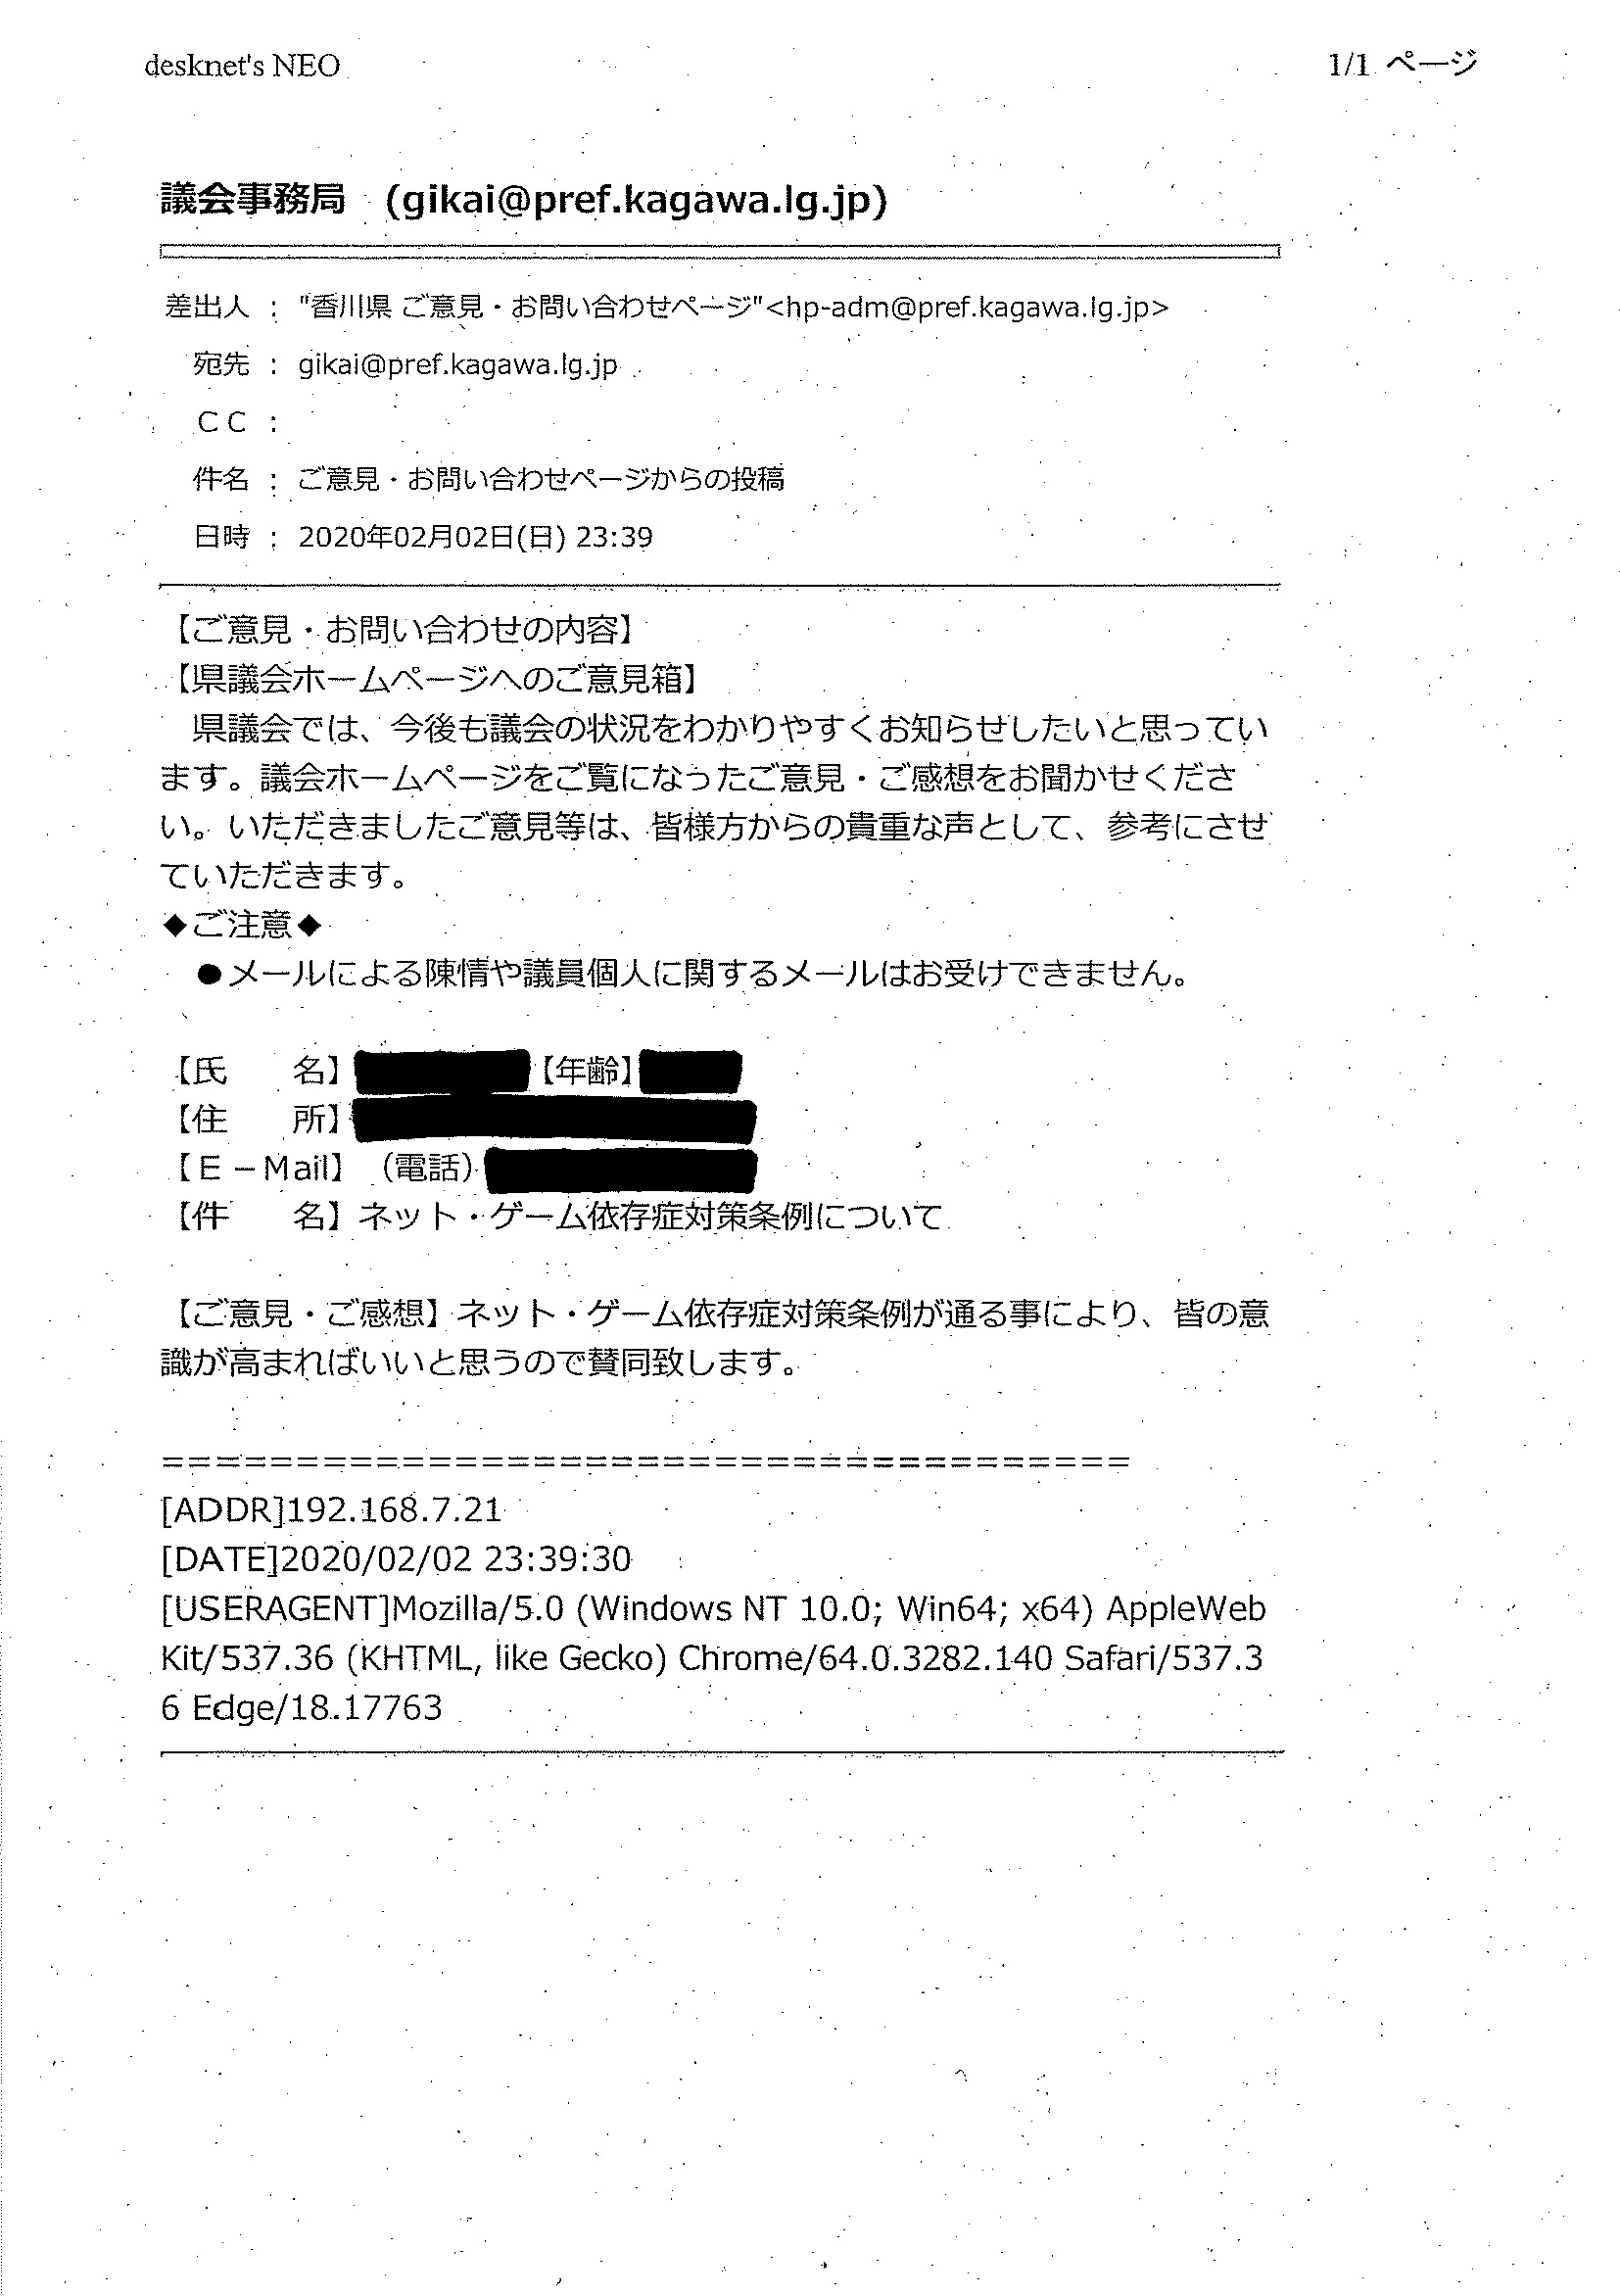 desknet's NEO
1/1 ページ
議会事務局　(gikai@pref.kagawa.lg.jp)
差出人 ： "香川県 ご意見・お問い合わせページ"<hp-adm@pref.kagawa.lg.jp>
宛先 ： gikai@pref.kagawa.lg.jp
ＣＣ ：
件名 ： ご意見・お問い合わせページからの投稿
日時 ： 2020年02月02日(日) 23:39
【ご意見・お問い合わせの内容】
【県議会ホームページへのご意見箱】
　県議会では、今後も議会の状況をわかりやすくお知らせしたいと思ってい
ます。議会ホームページをご覧になったご意見・ご感想をお聞かせくださ
い。いただきましたご意見等は、皆様方からの貴重な声として、参考にさせ
ていただきます。
◆ご注意◆
　●メールによる陳情や議員個人に関するメールはお受けできません。
【氏　　名】【年齢】
【住　　所】
【Ｅ－Mail】（電話）
【件　　名】ネット・ゲーム依存症対策条例について
【ご意見・ご感想】ネット・ゲーム依存症対策条例が通る事により、皆の意
識が高まればいいと思うので賛同致します。
=====================================
[ADDR]192.168.7.21
[DATE]2020/02/02 23:39:30
[USERAGENT]Mozilla/5.0 (Windows NT 10.0; Win64; x64) AppleWeb
Kit/537.36 (KHTML, like Gecko) Chrome/64.0.3282.140 Safari/537.3
6 Edge/18.17763